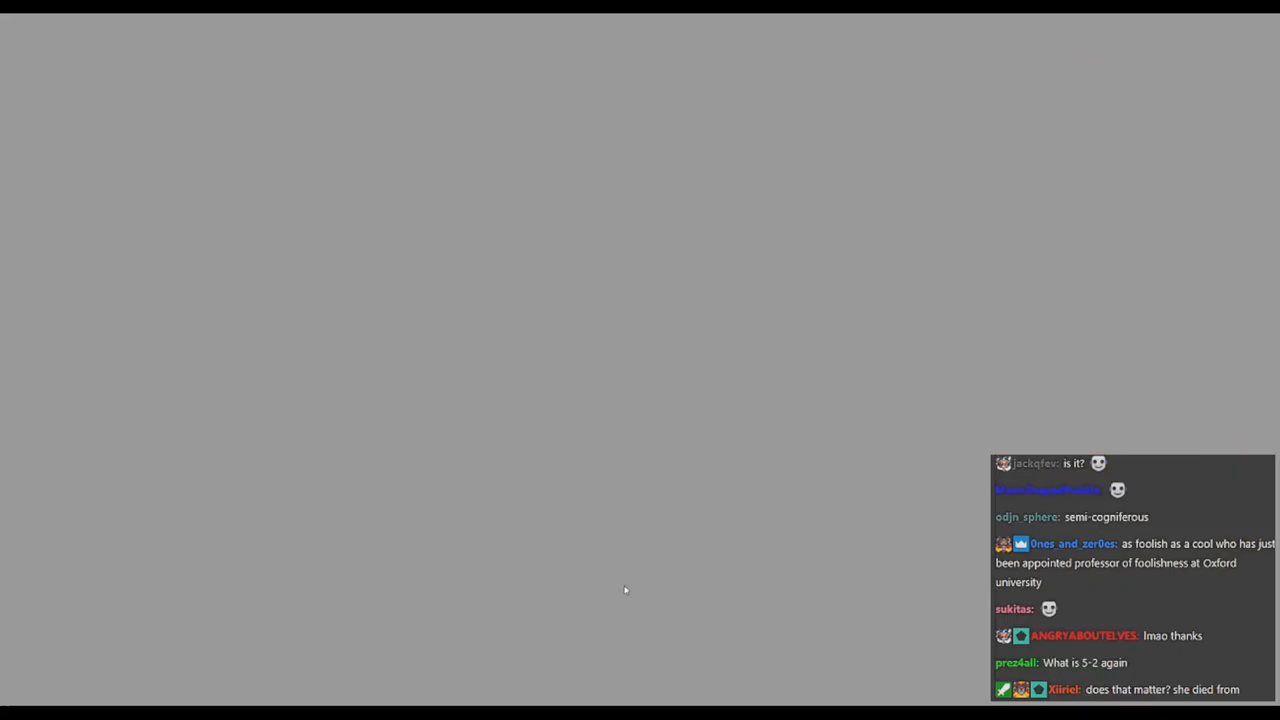 jackqfev: is it?
odjn_sphere: semi-cogniferous
0nes_and_zer0es: as foolish as a cool who has just
been appointed professor of foolishness at Oxford
university
sukitas:
ANGRYABOUTELVES: lmao thanks
prez4all: What is 5-2 again
Xiiriel: does that matter? she died from